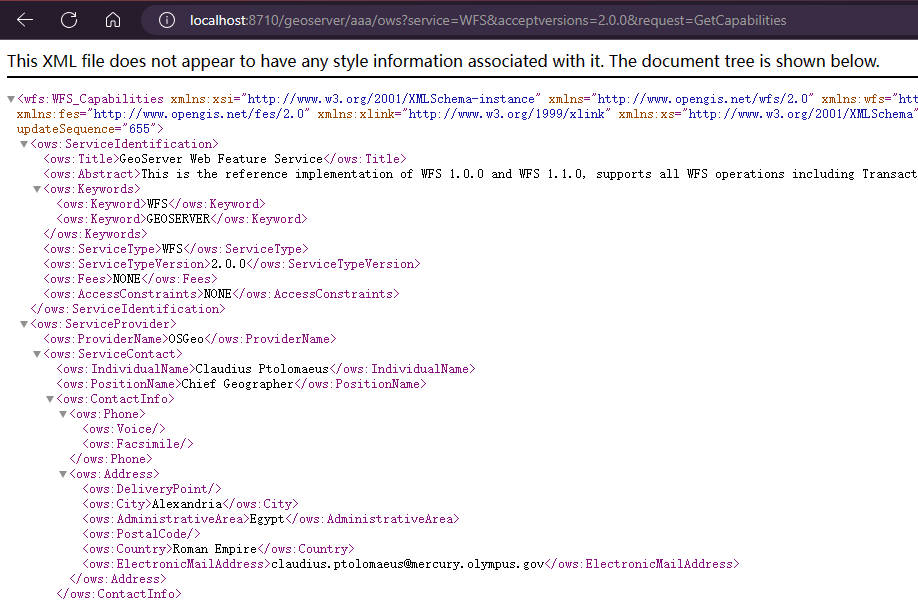 localhost:8710/geoserver/aaa/ows?service=WFS&acceptversions=2.0.0&request=GetCapabilities
This XML file does not appear to have any style information associated with it. The document tree is shown below.
<wfs:WFS_Capabilities xmlns:xsi="http://www.w3.org/2001/XMLSchema-instance" xmlns="http://www.opengis.net/wfs/2.0" xmlns:wfs="htt
xmlns:fes="http://www.opengis.net/fes/2.0" xmlns:xlink="http://www.w3.org/1999/xlink" xmlns:xs="http://www.w3.org/2001/XMLSchema"
updateSequence="655">
<ows:ServiceIdentification>
<ows:Title>GeoServer Web Feature Service</ows:Title>
<ows:Abstract>This is the reference implementation of WFS 1.0.0 and WFS 1.1.0, supports all WFS operations including Transact
<ows:Keywords>
<ows:Keyword>WFS</ows:Keyword>
<ows:Keyword>GEOSERVER</ows:Keyword>
</ows:Keywords>
<ows:ServiceType>WFS</ows:ServiceType>
<ows:ServiceTypeVersion>2.0.0</ows:ServiceTypeVersion>
<ows:Fees>NONE</ows:Fees>
<ows:AccessConstraints>NONE</ows:AccessConstraints>
</ows:ServiceIdentification>
<ows:ServiceProvider>
<ows:ProviderName>OSGeo</ows:ProviderName>
<ows:ServiceContact>
<ows:IndividualName>Claudius Ptolomaeus</ows:IndividualName>
<ows:PositionName>Chief Geographer</ows:PositionName>
<ows:ContactInfo>
<ows:Phone>
<ows:Voice/>
<ows:Facsimile/>
</ows:Phone>
<ows:Address>
<ows:DeliveryPoint/>
<ows:City>Alexandria</ows:City>
<ows:AdministrativeArea>Egypt</ows:AdministrativeArea>
<ows:PostalCode/>
<ows:Country>Roman Empire</ows:Country>
<ows:ElectronicMailAddress>claudius.ptolomaeus@mercury.olympus.gov</ows:ElectronicMailAddress>
</ows:Address>
</ows:ContactInfo>